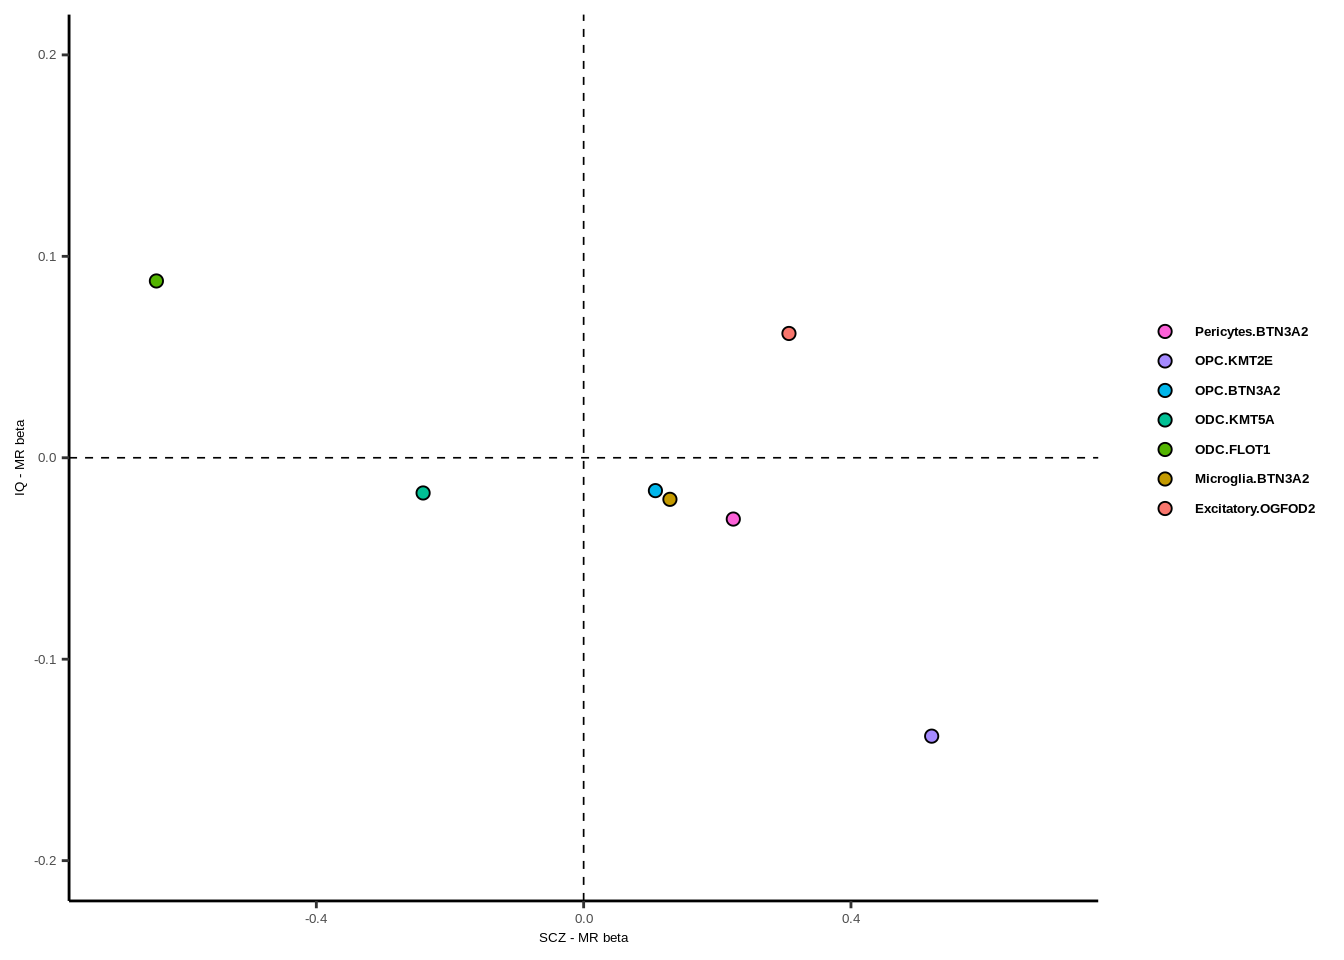 0.2
0.1
0.0
-0.1
-0.2
IQ - MR beta
-0.4
0.0
0.4
SCZ - MR beta
Pericytes.BTN3A2
OPC.KMT2E
OPC.BTN3A2
ODC.KMT5A
ODC.FLOT1
Microglia.BTN3A2
Excitatory.OGFOD2